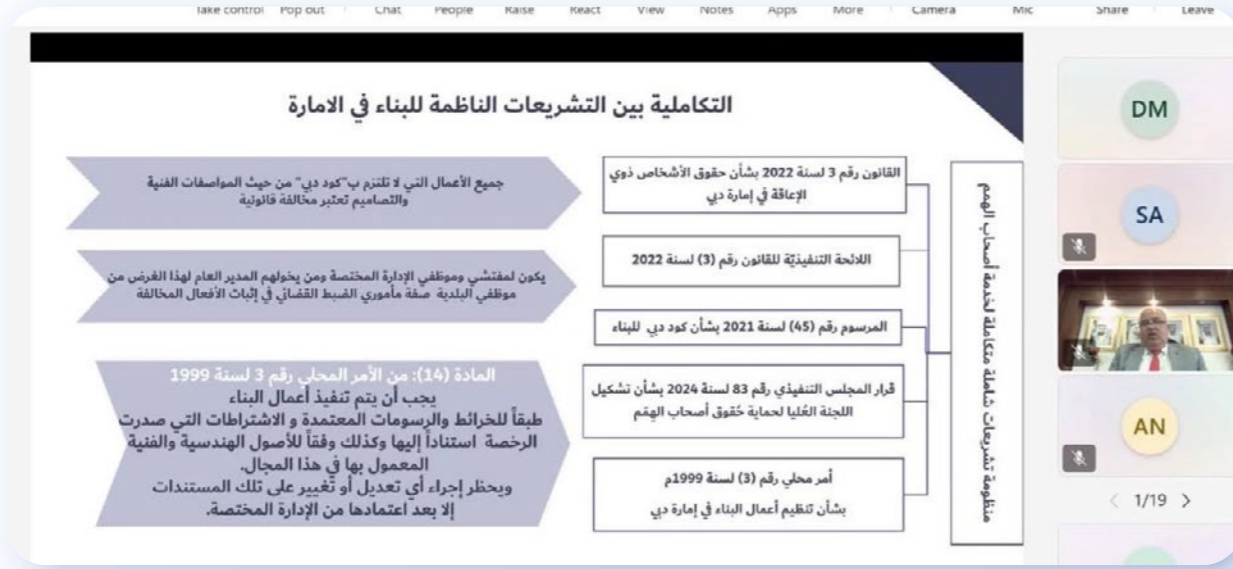 Take control Pop out Chat People Raise React View Notes Apps More Camera Mic Share Leave
التكاملية بين التشريعات الناظمة للبناء في الامارة
منظومة تشريعات شاملة متكاملة لخدمة أصحاب الهمم
القانون رقم 3 لسنة 2022 بشأن حقوق الأشخاص ذوي
الإعاقة في إمارة دبي
اللائحة التنفيذيّة للقانون رقم (3) لسنة 2022
المرسوم رقم (45) لسنة 2021 بشأن كود دبي للبناء
قرار المجلس التنفيذي رقم 83 لسنة 2024 بشأن تشكيل
اللجنة العُليا لحماية حُقوق أصحاب الهِمَم
أمر محلي رقم (3) لسنة 1999م
بشأن تنظيم أعمال البناء في إمارة دبي
جميع الأعمال التي لا تلتزم ب"كود دبي" من حيث المواصفات الفنية
والتصاميم تعتبر مخالفة قانونية
يكون لمفتشي وموظفي الإدارة المختصة ومن يخولهم المدير العام لهذا الغرض من
موظفي البلدية صفة مأموري الضبط القضائي في إثبات الأفعال المخالفة
المادة (14): من الأمر المحلي رقم 3 لسنة 1999
يجب أن يتم تنفيذ أعمال البناء
طبقاً للخرائط والرسومات المعتمدة و الاشتراطات التي صدرت
الرخصة استناداً إليها وكذلك وفقاً للأصول الهندسية والفنية
المعمول بها في هذا المجال.
ويحظر إجراء أي تعديل أو تغيير على تلك المستندات
إلا بعد اعتمادها من الإدارة المختصة.
DM
SA
AN
1/19